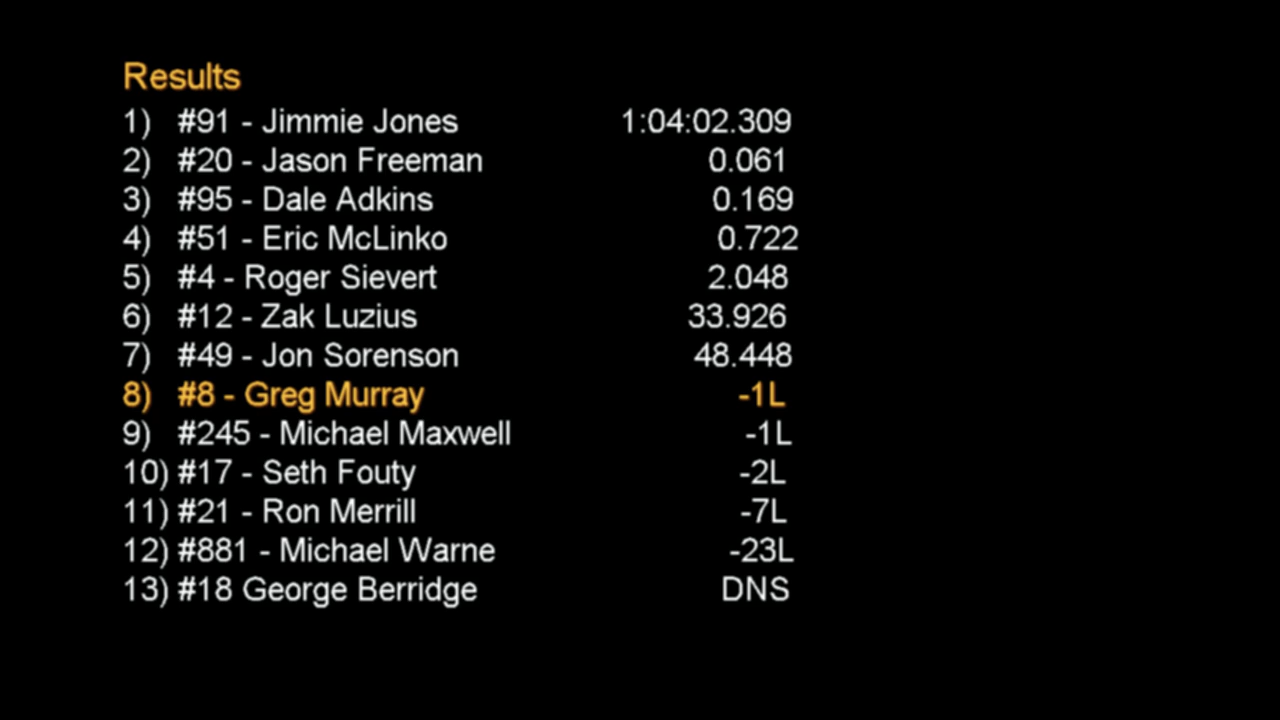 Results
1) #91 - Jimmie Jones 1:04:02.309
2) #20 - Jason Freeman 0.061
3) #95 - Dale Adkins 0.169
4) #51 - Eric McLinko 0.722
5) #4 - Roger Sievert 2.048
6) #12 - Zak Luzius 33.926
7) #49 - Jon Sorenson 48.448
8) #8 - Greg Murray -1L
9) #245 - Michael Maxwell -1L
10) #17 - Seth Fouty -2L
11) #21 - Ron Merrill -7L
12) #881 - Michael Warne -23L
13) #18 George Berridge DNS